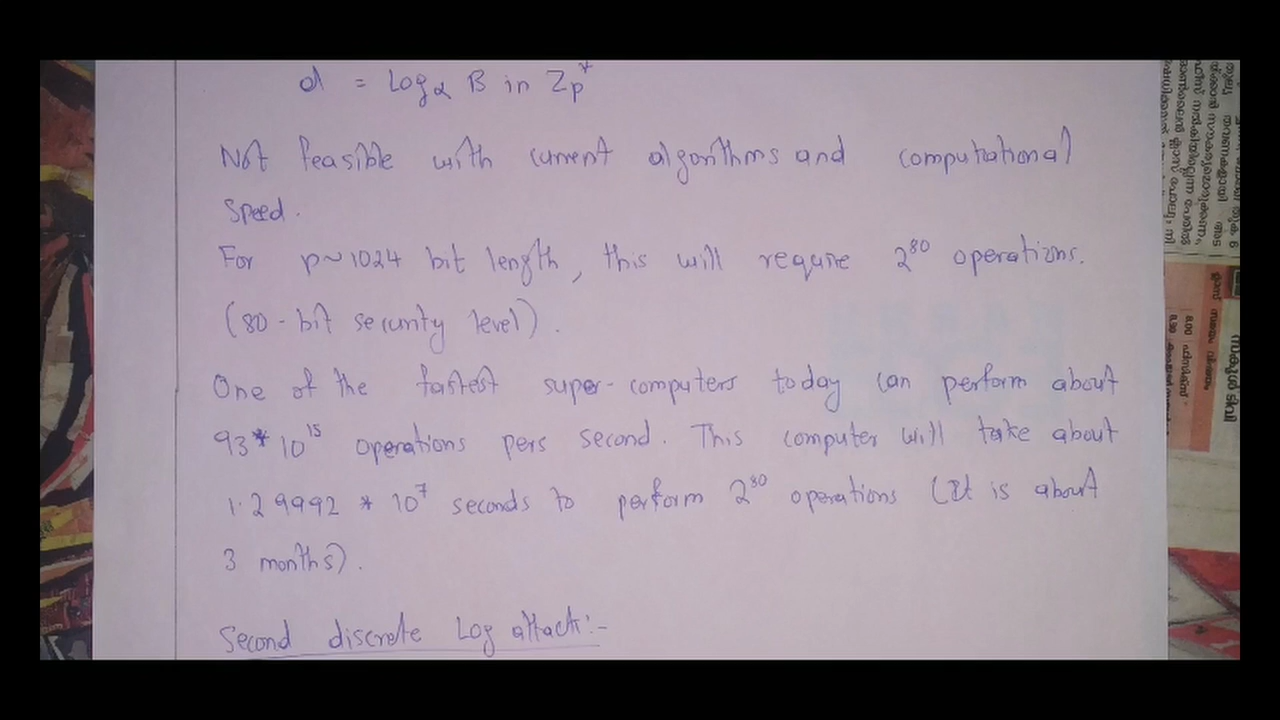 d = Log α B in Zp*
Not feasible with current algorithms and computational
speed.
For p~1024 bit length, this will require 2^80 operations.
(80-bit security level).
One of the fastest super-computers today can perform about
93*10^15 operations pers second. This computer will take about
1.29992 * 10^7 seconds to perform 2^80 operations (It is about
3 months).
Second discrete Log attack:-